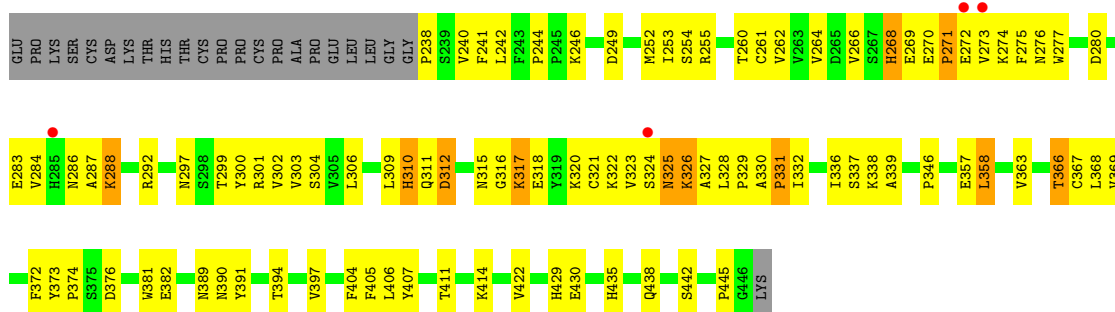 GLU PRO LYS SER CYS ASP LYS THR HIS THR CYS PRO PRO CYS PRO ALA PRO GLU LEU LEU GLY GLY P238 S239 V240 F241 L242 F243 P244 P245 K246 D249 M252 I253 S254 R255 T260 C261 V262 V263 V264 D265 V266 S267 H268 E269 E270 P271 E272 V273 K274 F275 N276 W277 D280
E283 V284 H285 N286 A287 K288 R292 N297 S298 T299 Y300 R301 V302 V303 S304 V305 L306 L309 H310 Q311 D312 N315 G316 K317 E318 Y319 K320 C321 K322 V323 S324 N325 K326 A327 L328 P329 A330 P331 I332 I336 S337 K338 A339 P346 E357 L358 V363 T366 C367 L368 V369
F372 Y373 P374 S375 D376 W381 E382 N389 N390 Y391 T394 V397 F404 F405 L406 Y407 T411 K414 V422 H429 E430 H435 Q438 S442 P445 G446 LYS